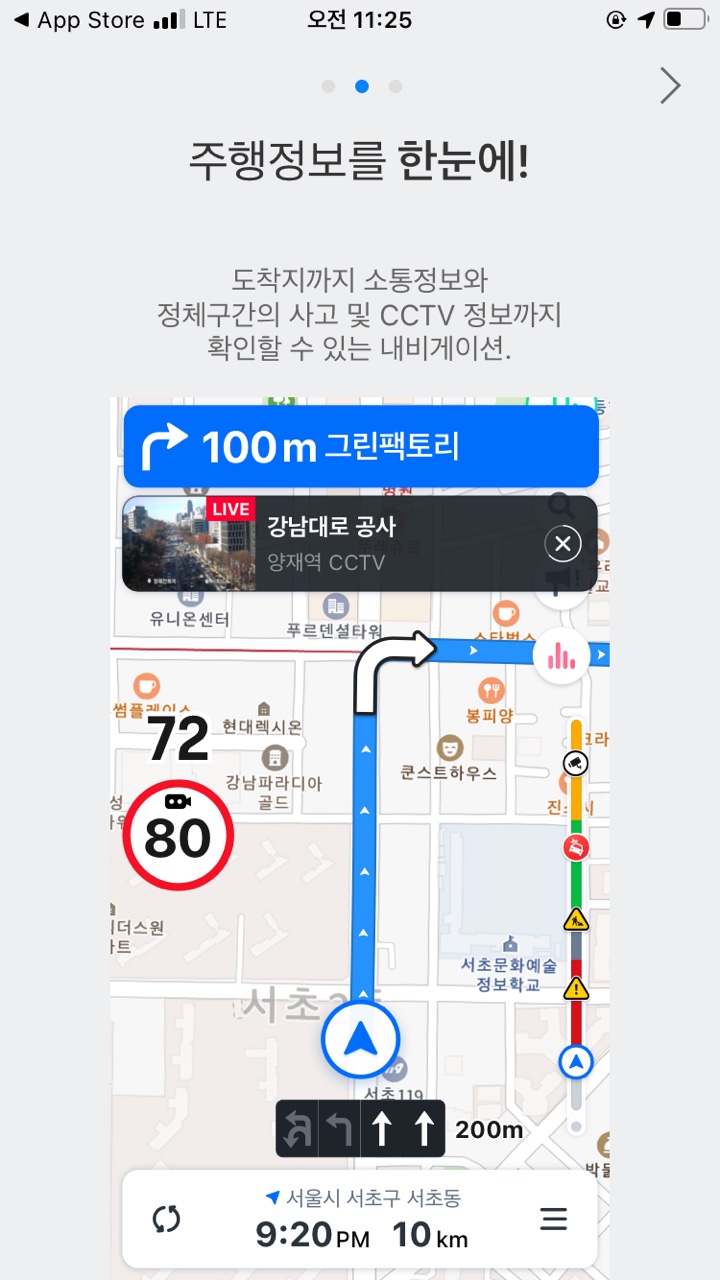 App Store LTE 오전 11:25
주행정보를 한눈에!
도착지까지 소통정보와
정체구간의 사고 및 CCTV 정보까지
확인할 수 있는 내비게이션.
100 m 그린팩토리
LIVE
강남대로 공사
양재역 CCTV
유니온센터
푸르덴셜타워
스타벅스
썸플레이스
현대렉시온
봉피양
72
강남파라디아
골드
쿤스트하우스
80
서초문화예술
정보학교
서초119
200m
서울시 서초구 서초동
9:20 PM 10 km